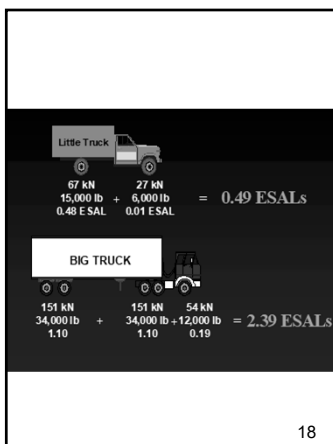 Little Truck
67 kN 27 kN
15,000 lb + 6,000 lb = 0.49 ESALs
0.48 ESAL 0.01 ESAL
BIG TRUCK
151 kN 151 kN 54 kN
34,000 lb + 34,000 lb +12,000 lb = 2.39 ESALs
1.10 1.10 0.19
18